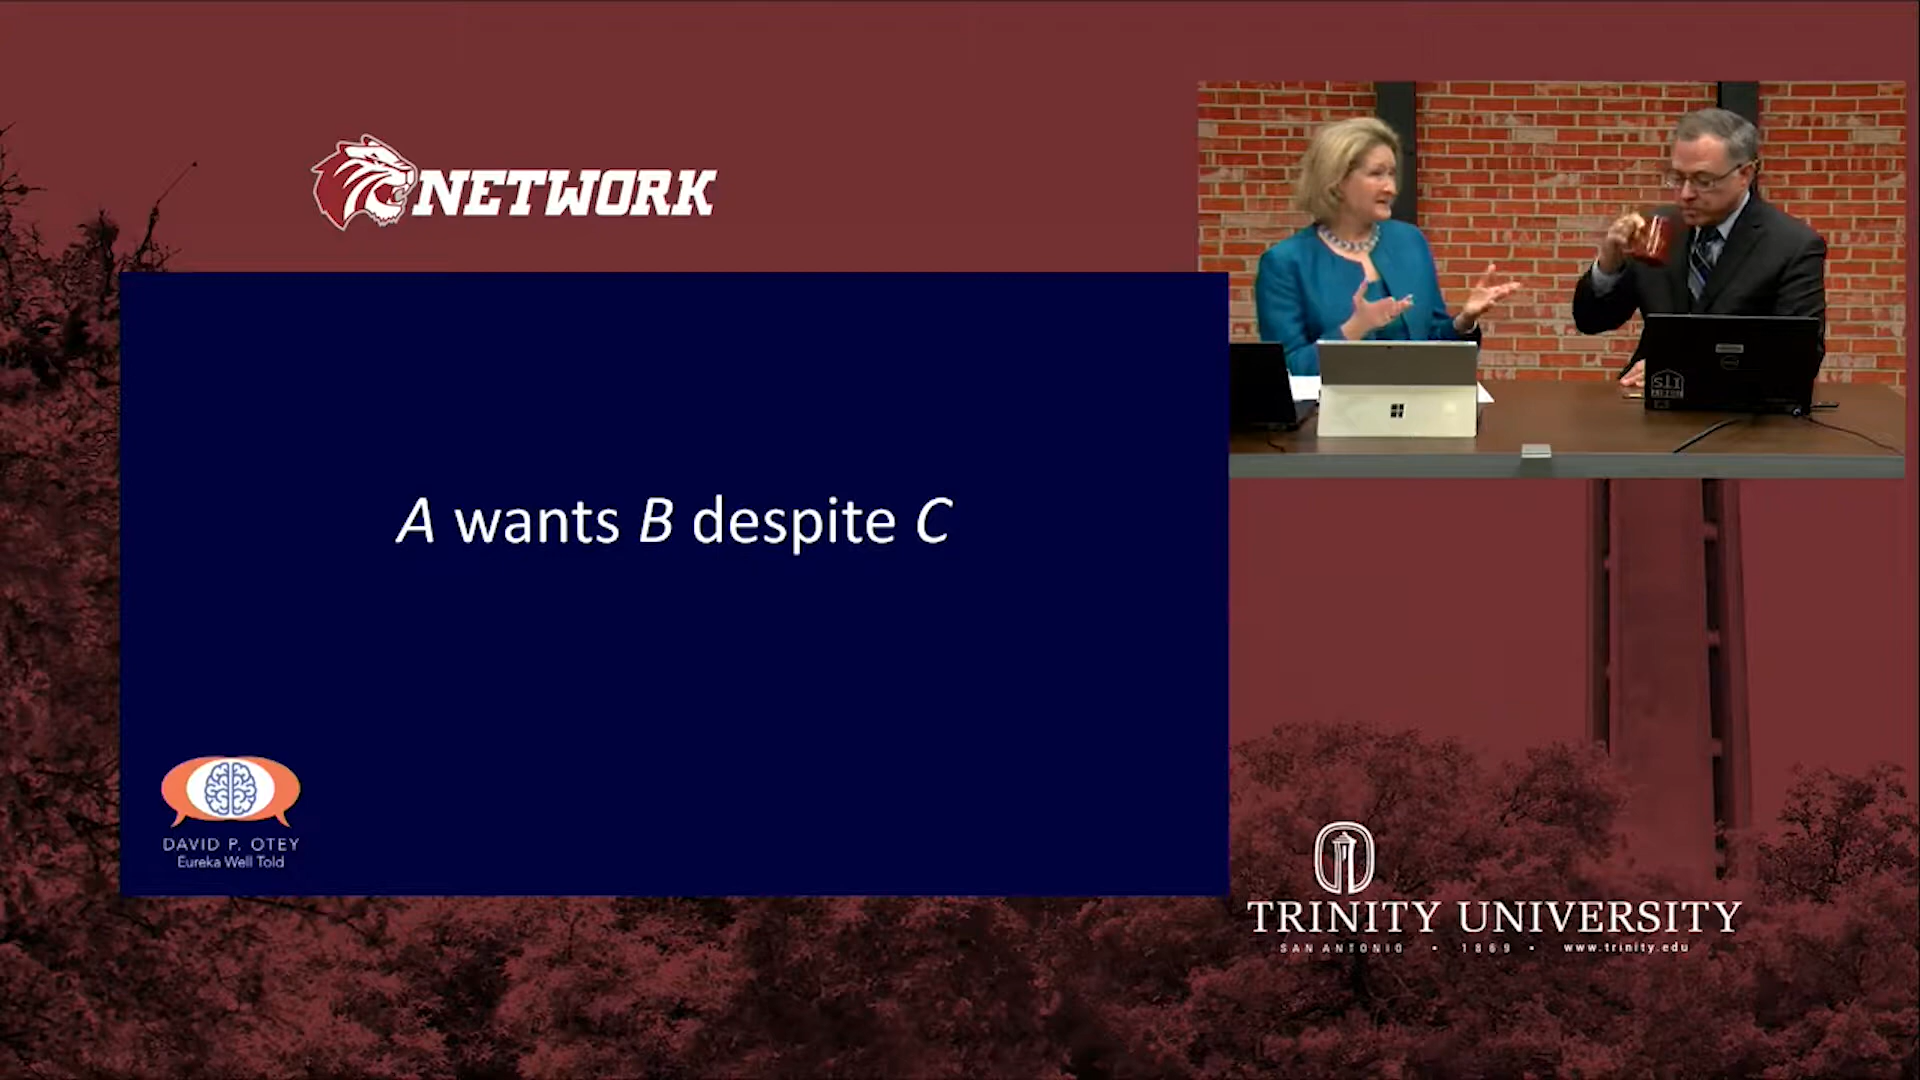 NETWORK
A wants B despite C
DAVID P. OTEY
Eureka Well Told
TRINITY UNIVERSITY
SAN ANTONIO • 1869 • www.trinity.edu